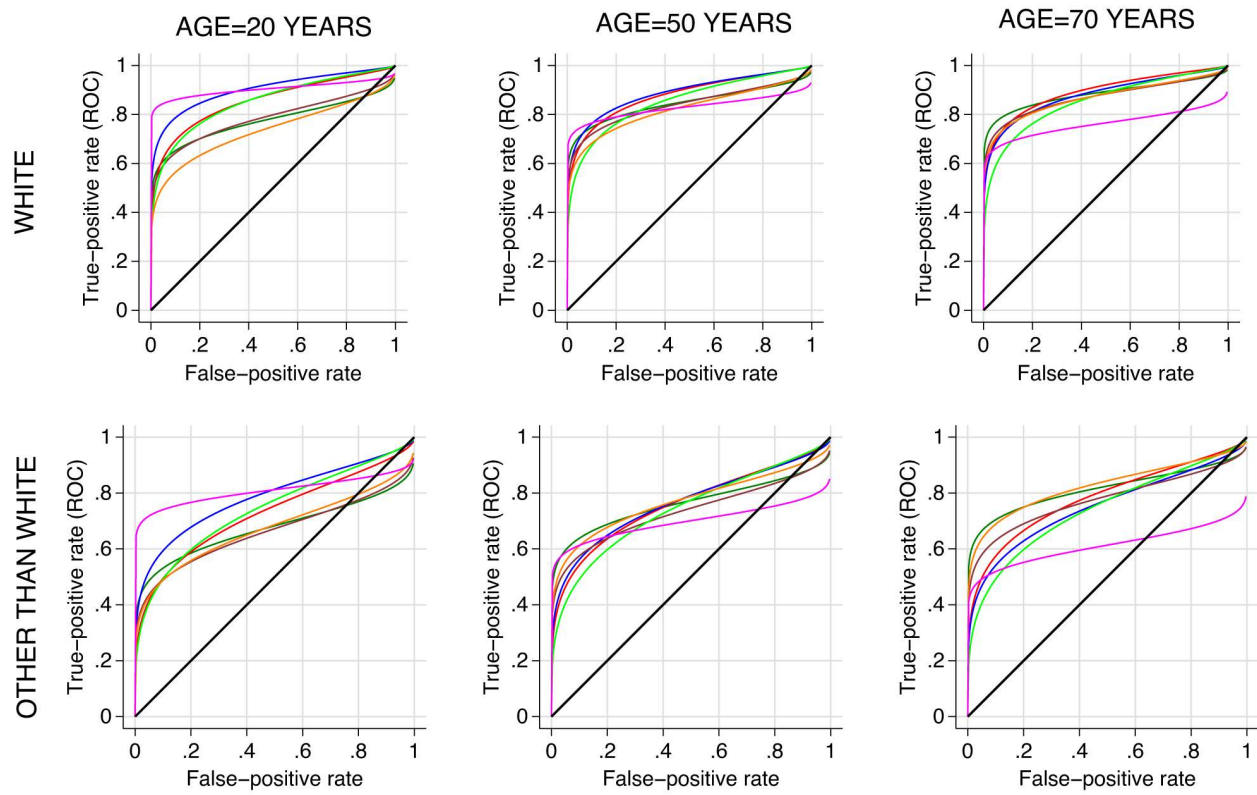 AGE=20 YEARS
AGE=50 YEARS
AGE=70 YEARS
WHITE
True−positive rate (ROC)
1
.8
.6
.4
.2
0
0 .2 .4 .6 .8 1
False−positive rate
True−positive rate (ROC)
1
.8
.6
.4
.2
0
0 .2 .4 .6 .8 1
False−positive rate
True−positive rate (ROC)
1
.8
.6
.4
.2
0
0 .2 .4 .6 .8 1
False−positive rate
OTHER THAN WHITE
True−positive rate (ROC)
1
.8
.6
.4
.2
0
0 .2 .4 .6 .8 1
False−positive rate
True−positive rate (ROC)
1
.8
.6
.4
.2
0
0 .2 .4 .6 .8 1
False−positive rate
True−positive rate (ROC)
1
.8
.6
.4
.2
0
0 .2 .4 .6 .8 1
False−positive rate